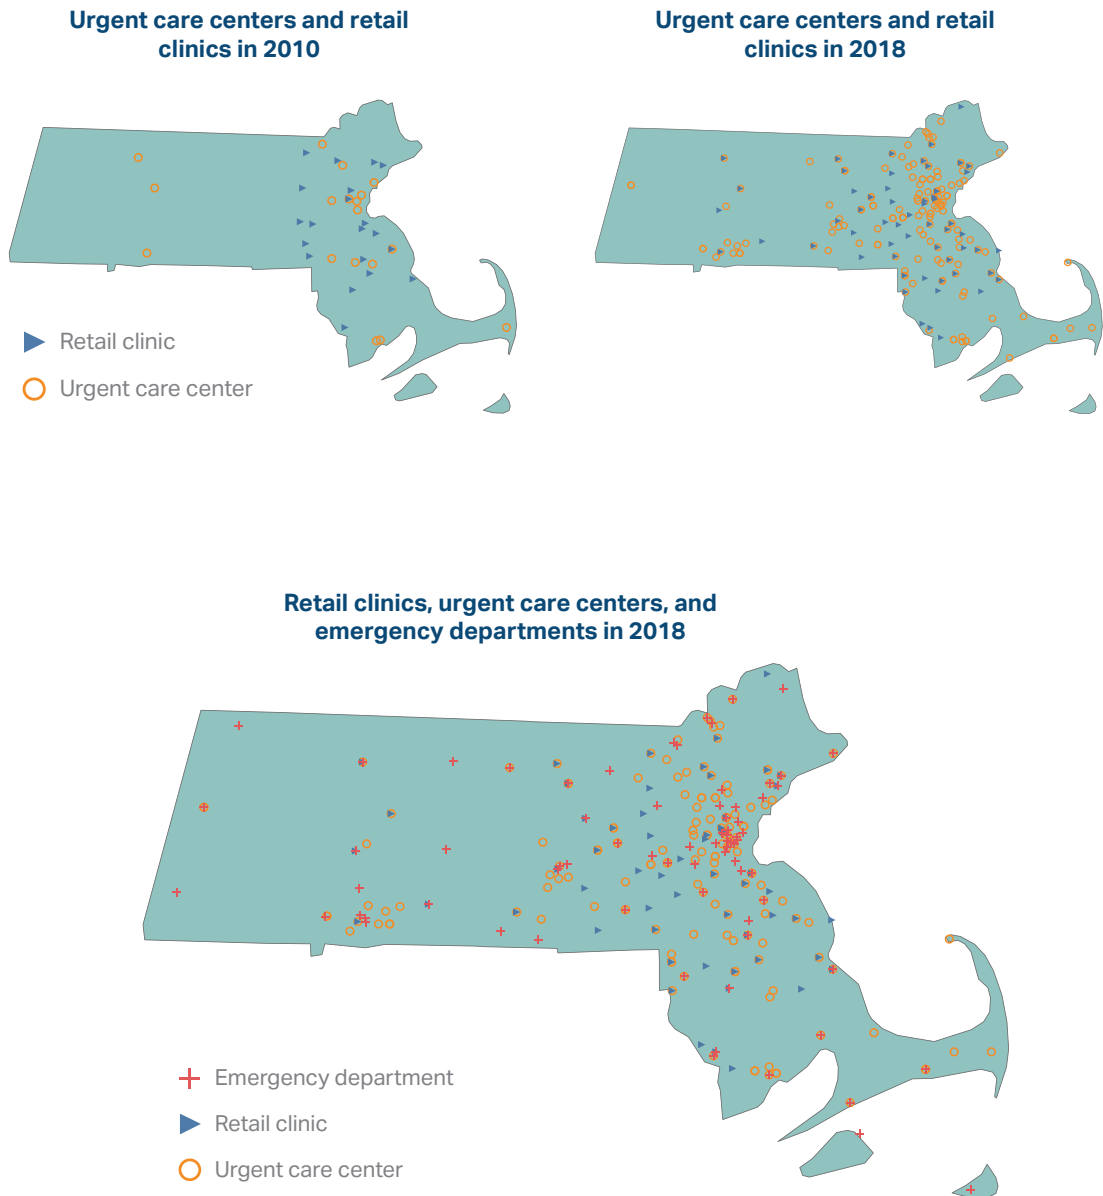 Urgent care centers and retail
clinics in 2010
Urgent care centers and retail
clinics in 2018
Retail clinic
Urgent care center
Retail clinics, urgent care centers, and
emergency departments in 2018
Emergency department
Retail clinic
Urgent care center